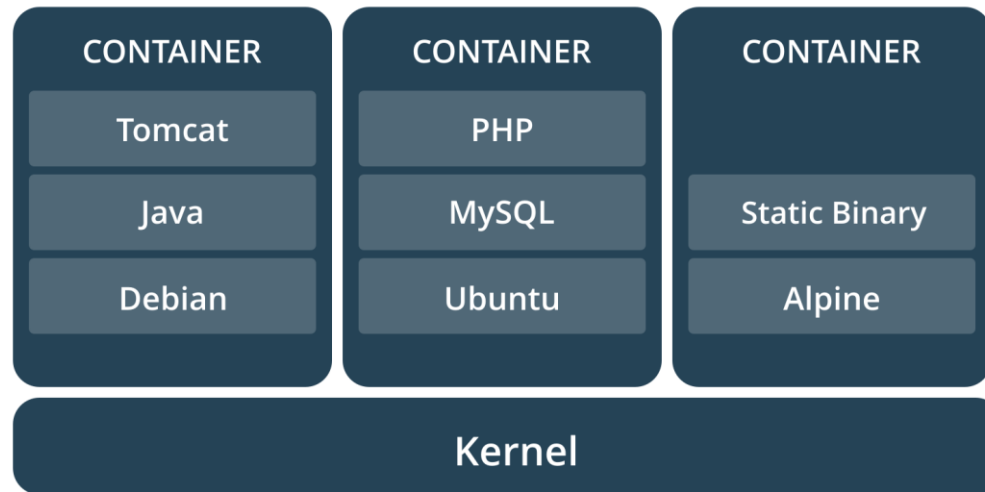 CONTAINER
Tomcat
Java
Debian
CONTAINER
PHP
MySQL
Ubuntu
CONTAINER
Static Binary
Alpine
Kernel